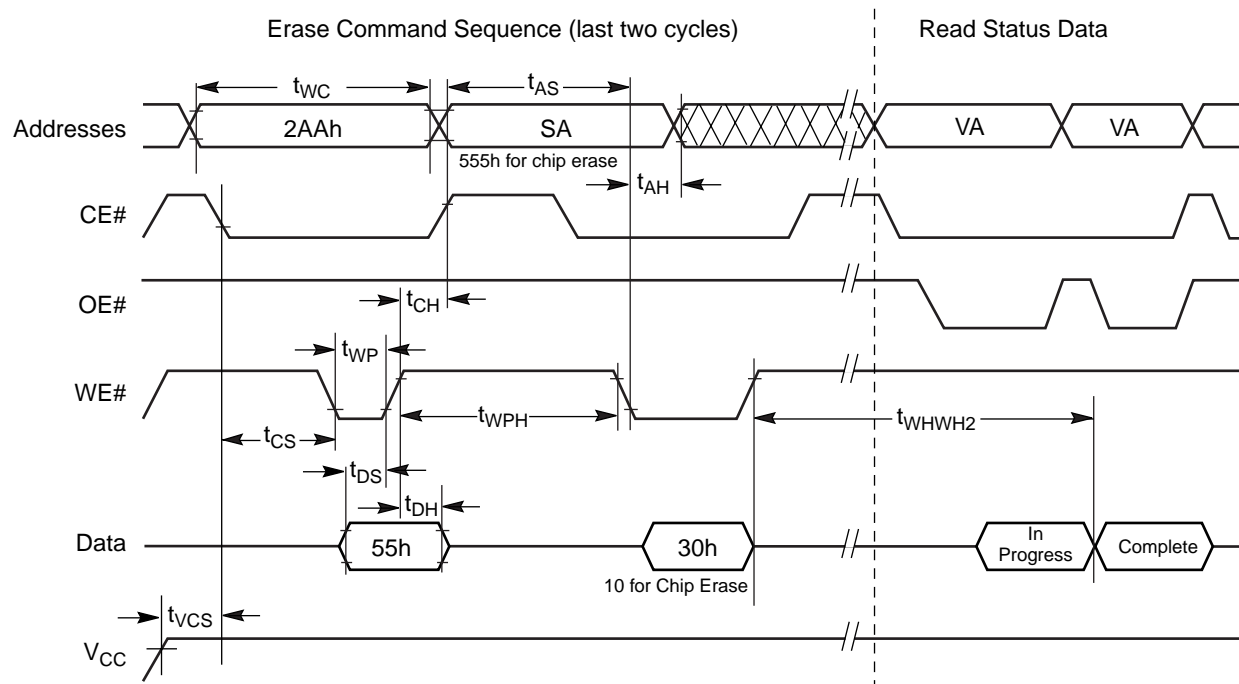 Erase Command Sequence (last two cycles)
Read Status Data
tWC
tAS
Addresses
2AAh
SA
VA
VA
555h for chip erase
tAH
CE#
OE#
tCH
tWP
WE#
tWPH
tWHWH2
tCS
tDS
tDH
Data
55h
30h
In
Progress
Complete
10 for Chip Erase
tVCS
VCC